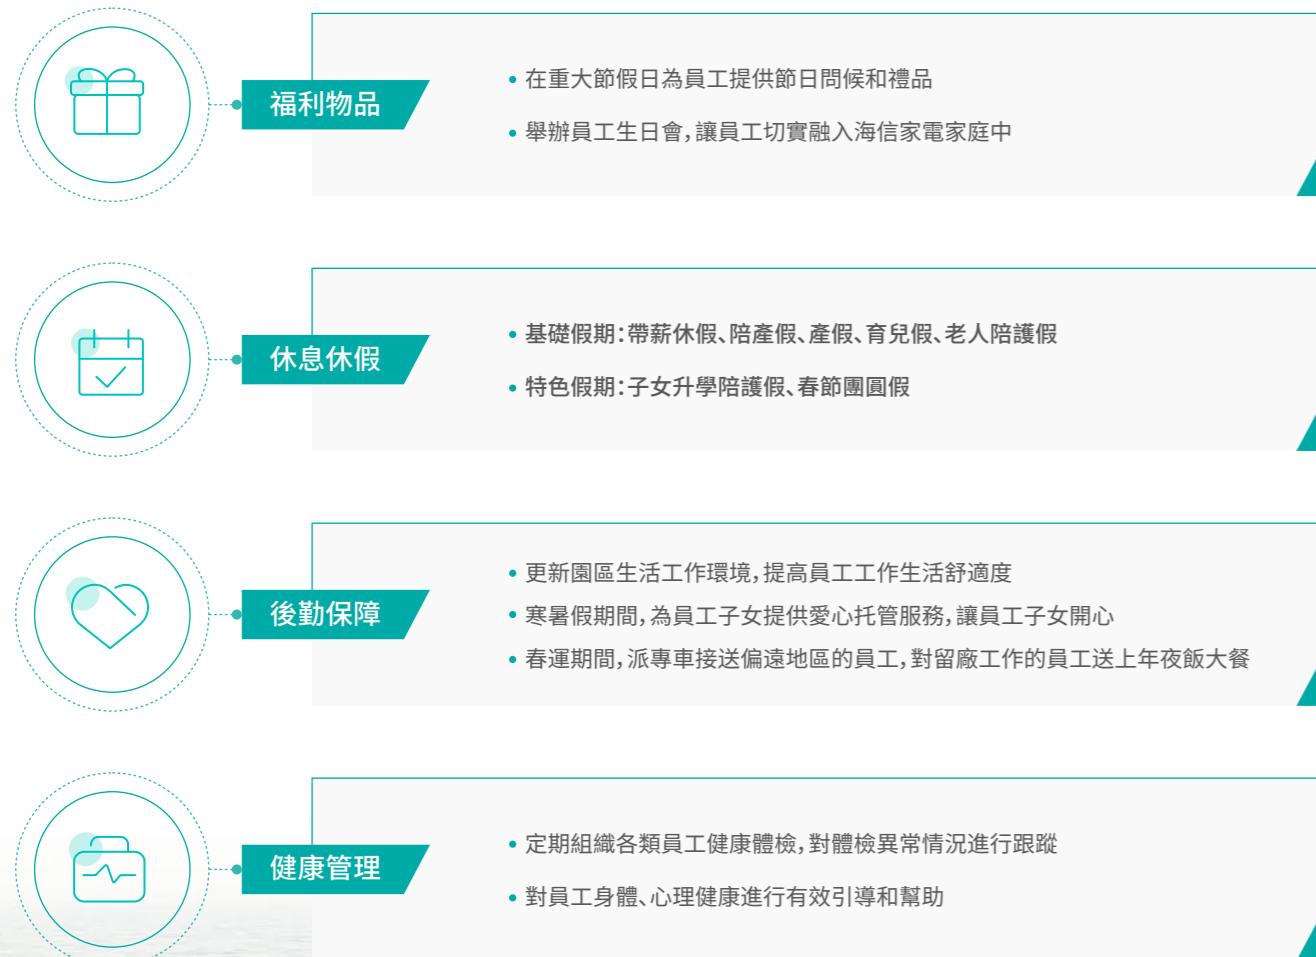 福利物品
• 在重大節假日為員工提供節日問候和禮品
• 舉辦員工生日會，讓員工切實融入海信家電家庭中
休息休假
• 基礎假期：帶薪休假、陪產假、產假、育兒假、老人陪護假
• 特色假期：子女升學陪護假、春節團圓假
後勤保障
• 更新園區生活工作環境，提高員工工作生活舒適度
• 寒暑假期間，為員工子女提供愛心托管服務，讓員工子女開心
• 春運期間，派專車接送偏遠地區的員工，對留廠工作的員工送上年夜飯大餐
健康管理
• 定期組織各類員工健康體檢，對體檢異常情況進行跟蹤
• 對員工身體、心理健康進行有效引導和幫助